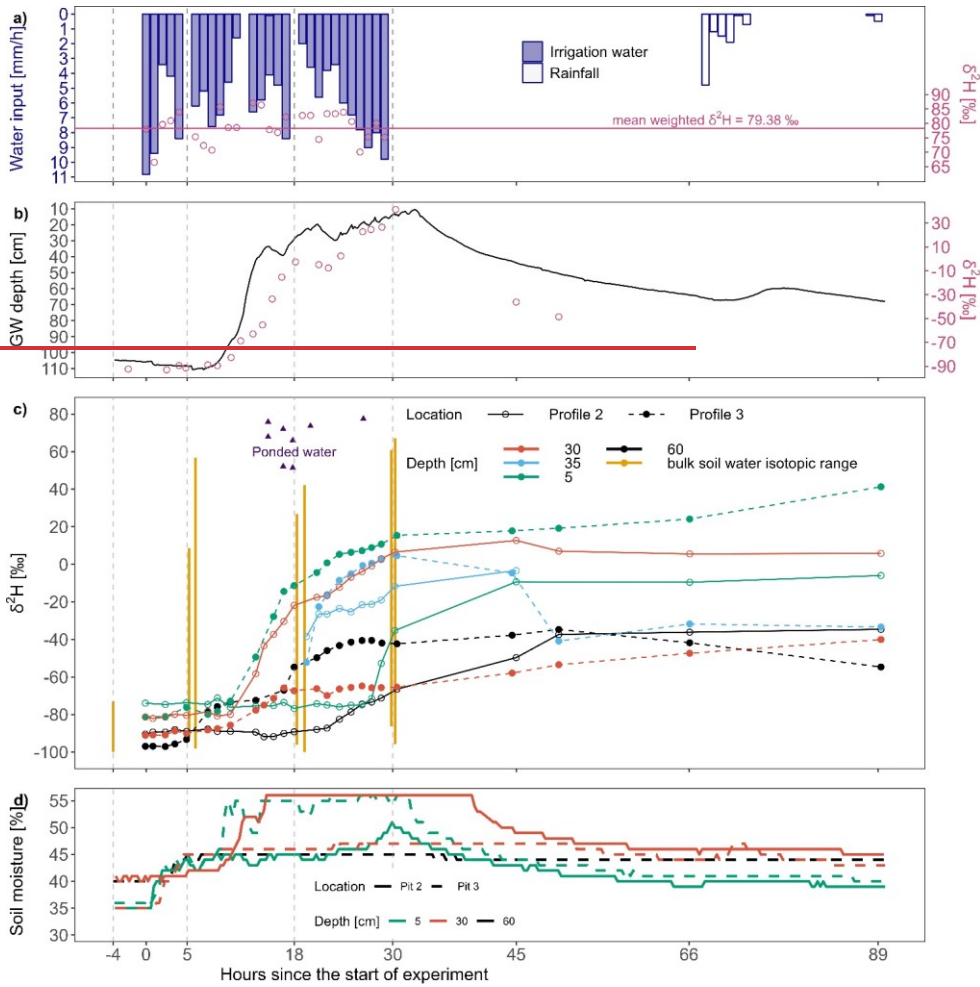 a)
Water input [mm/h]
0
1
2
3
4
5
6
7
8
9
10
11
Irrigation water
Rainfall
mean weighted δ²H = 79.38 ‰
90
85
80
75
70
65
δ²H [‰]
b)
GW depth [cm]
10
20
30
40
50
60
70
80
90
100
110
30
10
-10
-30
-50
-70
-90
δ²H [‰]
c)
δ²H [‰]
80
60
40
20
0
-20
-40
-60
-80
-100
Ponded water
Location Profile 2 Profile 3
Depth [cm]
30 60
35 bulk soil water isotopic range
5
d)
Soil moisture [%]
55
50
45
40
35
30
Location Pit 2 Pit 3
Depth [cm] 5 30 60
-4 0 5 18 30 45 66 89
Hours since the start of experiment